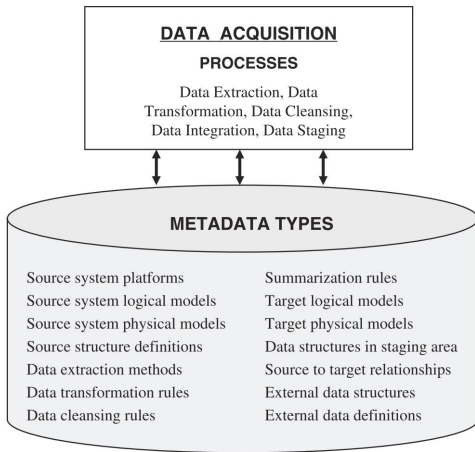 DATA ACQUISITION
PROCESSES
Data Extraction, Data
Transformation, Data Cleansing,
Data Integration, Data Staging
METADATA TYPES
Source system platforms
Source system logical models
Source system physical models
Source structure definitions
Data extraction methods
Data transformation rules
Data cleansing rules
Summarization rules
Target logical models
Target physical models
Data structures in staging area
Source to target relationships
External data structures
External data definitions